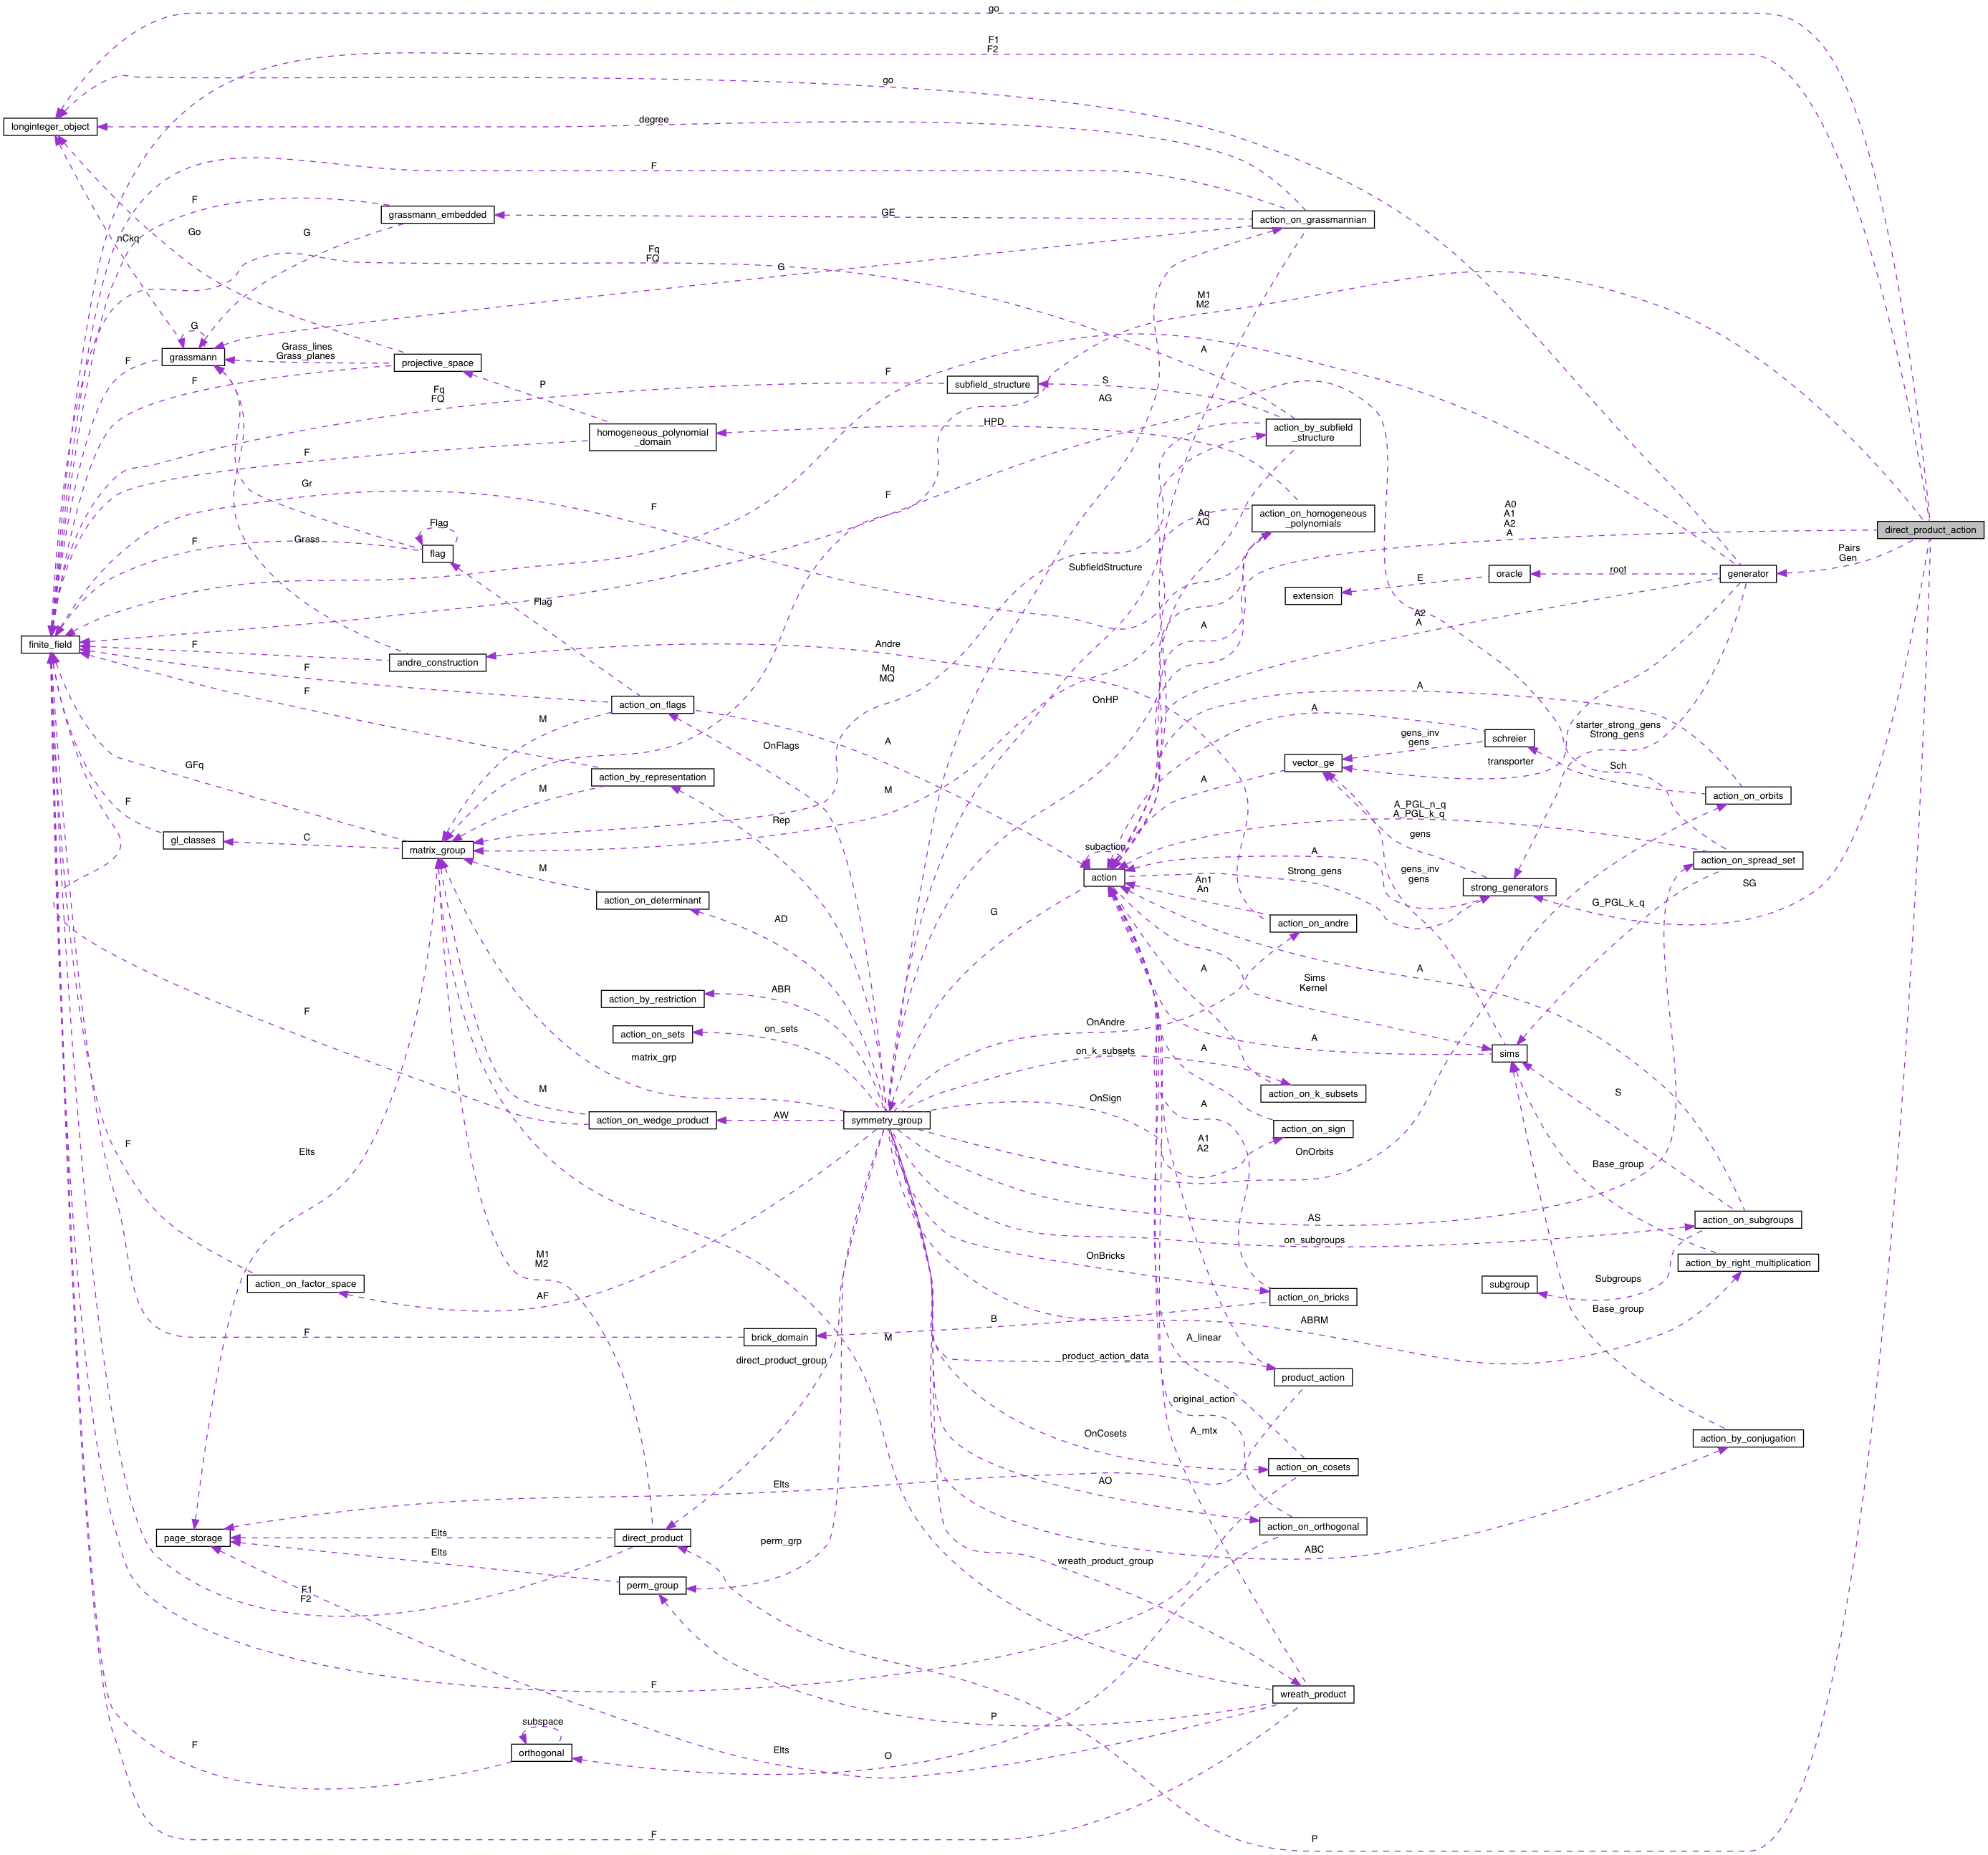 go
F1
F2
go
longinteger_object
degree
F
F
grassmann_embedded
GE
action_on_grassmannian
nCkq
Go
G
Fq
FQ
G
M1
M2
G
grassmann
Grass_lines
Grass_planes
projective_space
F
F
F
A
Fq
FQ
P
subfield_structure
S
AG
homogeneous_polynomial
_domain
HPD
action_by_subfield
_structure
F
Gr
F
F
Aq
AQ
action_on_homogeneous
_polynomials
A0
A1
A2
A
direct_product_action
Flag
flag
F
Grass
SubfieldStructure
Pairs
Gen
oracle
root
generator
E
extension
Flag
A
A2
A
finite_field
F
andre_construction
Andre
F
F
Mq
MQ
action_on_flags
OnHP
A
A
M
OnFlags
A
gens_inv
gens
schreier
starter_strong_gens
Strong_gens
vector_ge
transporter
Sch
GFq
action_by_representation
A
M
M
action_on_orbits
F
gl_classes
C
matrix_group
Rep
subaction
A_PGL_n_q
A_PGL_k_q
gens
A
action_on_spread_set
action
Strong_gens
gens_inv
gens
strong_generators
SG
M
action_on_determinant
An1
An
G_PGL_k_q
AD
G
action_on_andre
A
A
Sims
Kernel
ABR
action_by_restriction
F
on_sets
action_on_sets
OnAndre
A
matrix_grp
on_k_subsets
A
sims
M
OnSign
A
action_on_k_subsets
S
action_on_wedge_product
AW
symmetry_group
action_on_sign
F
Elts
A1
A2
OnOrbits
Base_group
AS
action_on_subgroups
on_subgroups
M1
M2
OnBricks
action_by_right_multiplication
action_on_factor_space
AF
subgroup
Subgroups
action_on_bricks
Base_group
F
brick_domain
M
B
A_linear
ABRM
direct_product_group
product_action_data
product_action
original_action
A_mtx
OnCosets
action_by_conjugation
action_on_cosets
Elts
AO
page_storage
Elts
direct_product
perm_grp
action_on_orthogonal
Elts
ABC
wreath_product_group
F1
F2
perm_group
F
wreath_product
P
subspace
F
orthogonal
Elts
O
F
P